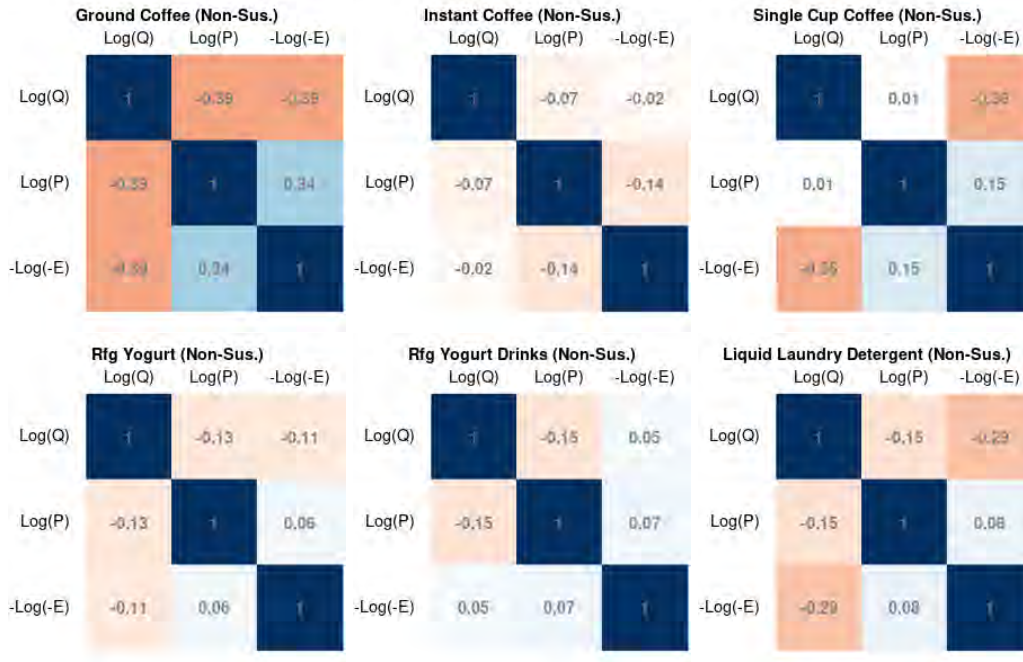 Ground Coffee (Non-Sus.) Instant Coffee (Non-Sus.) Single Cup Coffee (Non-Sus.)
Log(Q) Log(P) -Log(-E) Log(Q) Log(P) -Log(-E) Log(Q) Log(P) -Log(-E)
Log(Q) 1 -0.39 -0.39 Log(Q) 1 -0.07 -0.02 Log(Q) 1 0.01 -0.36
Log(P) -0.39 1 0.34 Log(P) -0.07 1 -0.14 Log(P) 0.01 1 0.15
-Log(-E) -0.39 0.34 1 -Log(-E) -0.02 -0.14 1 -Log(-E) -0.36 0.15 1
Rfg Yogurt (Non-Sus.) Rfg Yogurt Drinks (Non-Sus.) Liquid Laundry Detergent (Non-Sus.)
Log(Q) Log(P) -Log(-E) Log(Q) Log(P) -Log(-E) Log(Q) Log(P) -Log(-E)
Log(Q) 1 -0.13 -0.11 Log(Q) 1 -0.15 0.05 Log(Q) 1 -0.15 -0.29
Log(P) -0.13 1 0.06 Log(P) -0.15 1 0.07 Log(P) -0.15 1 0.08
-Log(-E) -0.11 0.06 1 -Log(-E) 0.05 0.07 1 -Log(-E) -0.29 0.08 1